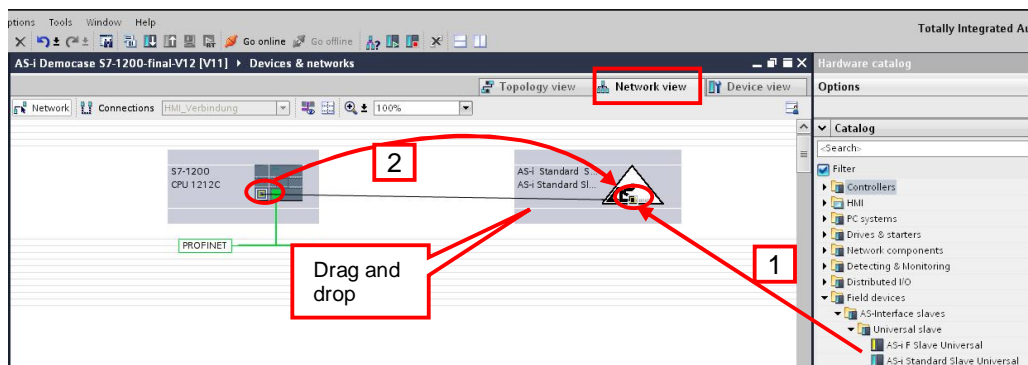 ptions Tools Window Help
Totally Integrated Au
Go online Go offline
AS-i Democase S7-1200-final-V12 [V11] ▸ Devices & networks
Hardware catalog
Topology view Network view Device view
Options
Network Connections HMI_Verbindung 100%
Catalog
<Search>
Filter
Controllers
HMI
PC systems
Drives & starters
Network components
Detecting & Monitoring
Distributed I/O
Field devices
AS-Interface slaves
Universal slave
AS-i F Slave Universal
AS-i Standard Slave Universal
S7-1200
CPU 1212C
2
AS-i Standard S...
AS-i Standard Sl...
PROFINET
Drag and
drop
1